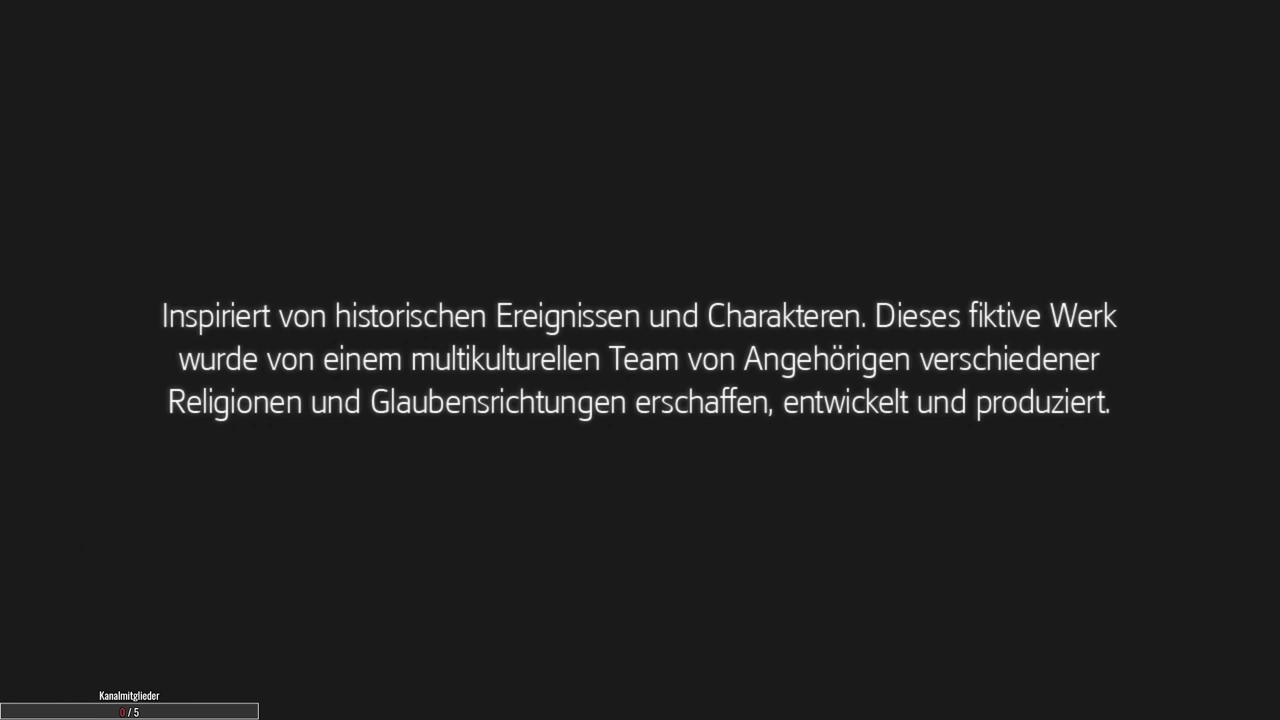 Inspiriert von historischen Ereignissen und Charakteren. Dieses fiktive Werk
wurde von einem multikulturellen Team von Angehörigen verschiedener
Religionen und Glaubensrichtungen erschaffen, entwickelt und produziert.
Kanalmitglieder
0 / 5